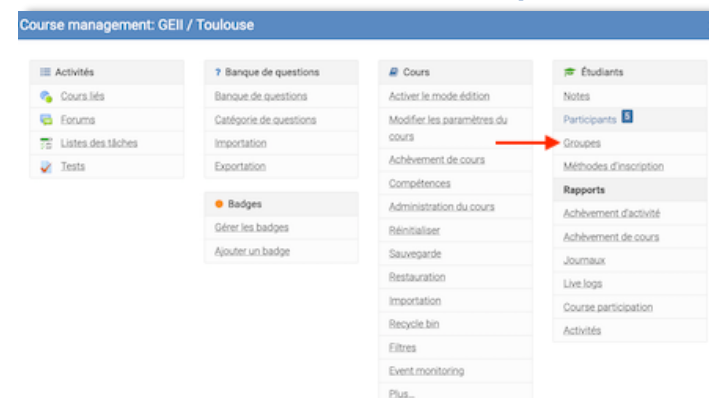 Course management: GEII / Toulouse
Activités
Cours liés
Forums
Listes des tâches
Tests
? Banque de questions
Banque de questions
Catégorie de questions
Importation
Exportation
Badges
Gérer les badges
Ajouter un badge
Cours
Activer le mode édition
Modifier les paramètres du
cours
Achèvement de cours
Compétences
Administration du cours
Réinitialiser
Sauvegarde
Restauration
Importation
Recycle bin
Filtres
Event monitoring
Plus...
Étudiants
Notes
Participants 5
Groupes
Méthodes d'inscription
Rapports
Achèvement d'activité
Achèvement de cours
Journaux
Live logs
Course participation
Activités